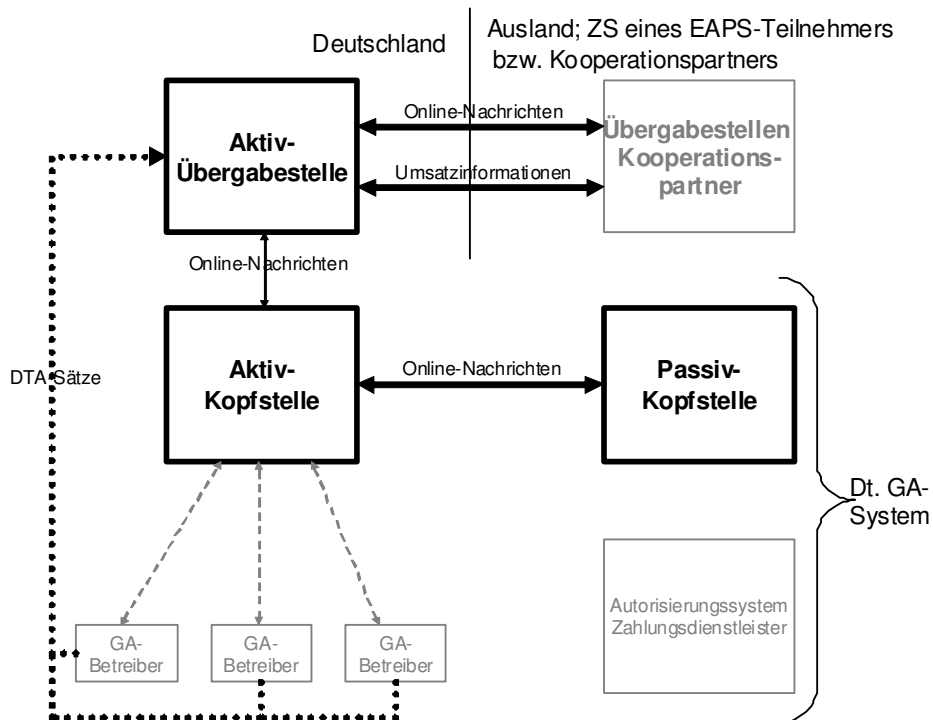 Deutschland
Ausland; ZS eines EAPS-Teilnehmers
bzw. Kooperationspartners
Aktiv-
Übergabestelle
Online-Nachrichten
Umsatzinformationen
Übergabestellen
Kooperations-
partner
Online-Nachrichten
DTA Sätze
Aktiv-
Kopfstelle
Online-Nachrichten
Passiv-
Kopfstelle
Dt. GA-
System
GA-
Betreiber
GA-
Betreiber
GA-
Betreiber
Autorisierungssystem
Zahlungsdienstleister